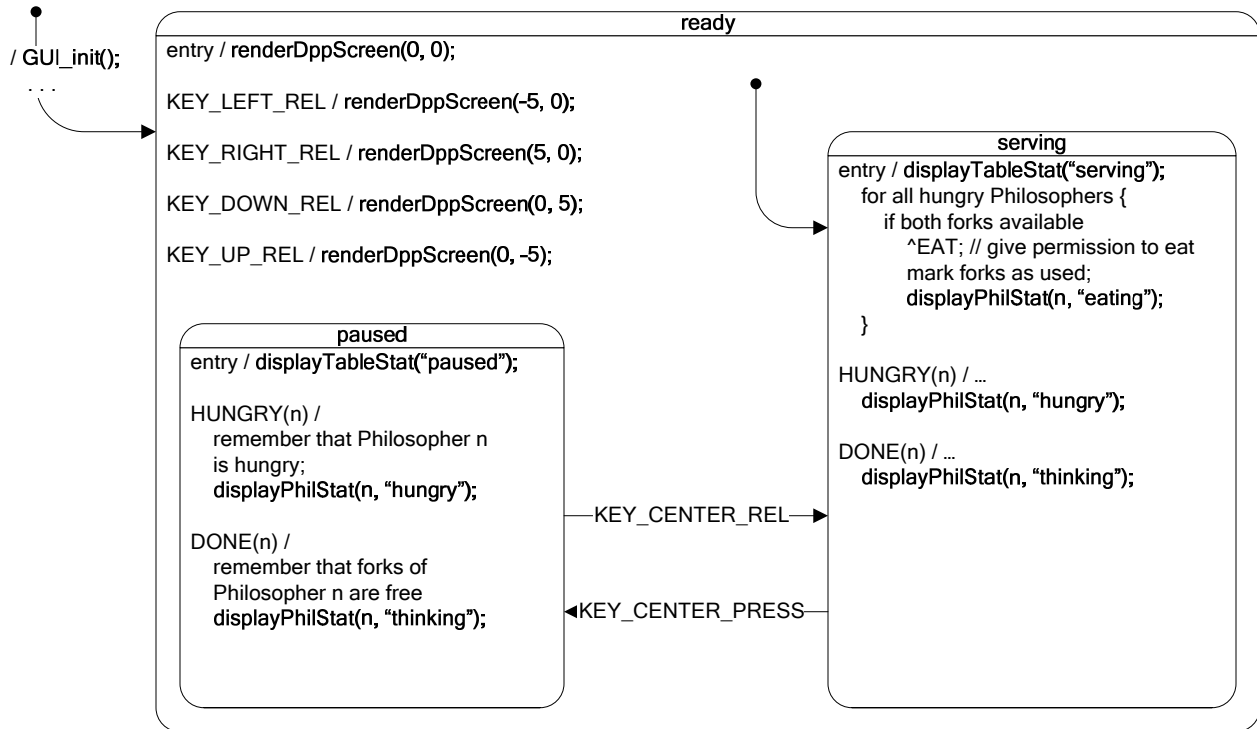 ready
/ GUI_init();
. . .
entry / renderDppScreen(0, 0);
KEY_LEFT_REL / renderDppScreen(-5, 0);
KEY_RIGHT_REL / renderDppScreen(5, 0);
KEY_DOWN_REL / renderDppScreen(0, 5);
KEY_UP_REL / renderDppScreen(0, -5);
paused
entry / displayTableStat(“paused”);
HUNGRY(n) /
remember that Philosopher n
is hungry;
displayPhilStat(n, “hungry”);
DONE(n) /
remember that forks of
Philosopher n are free
displayPhilStat(n, “thinking”);
KEY_CENTER_REL
KEY_CENTER_PRESS
serving
entry / displayTableStat(“serving”);
for all hungry Philosophers {
if both forks available
^EAT; // give permission to eat
mark forks as used;
displayPhilStat(n, “eating”);
}
HUNGRY(n) / ...
displayPhilStat(n, “hungry”);
DONE(n) / ...
displayPhilStat(n, “thinking”);